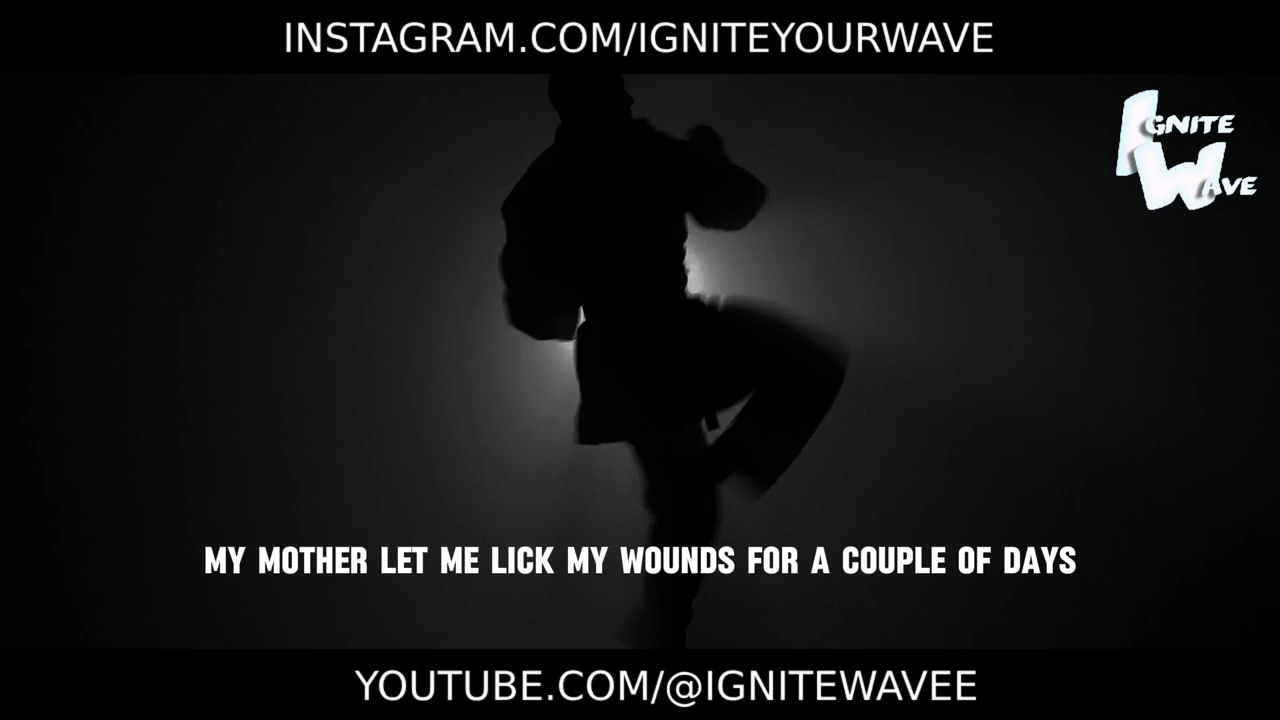 INSTAGRAM.COM/IGNITEYOURWAVE
IGNITE
WAVE
MY MOTHER LET ME LICK MY WOUNDS FOR A COUPLE OF DAYS
YOUTUBE.COM/@IGNITEWAVEE